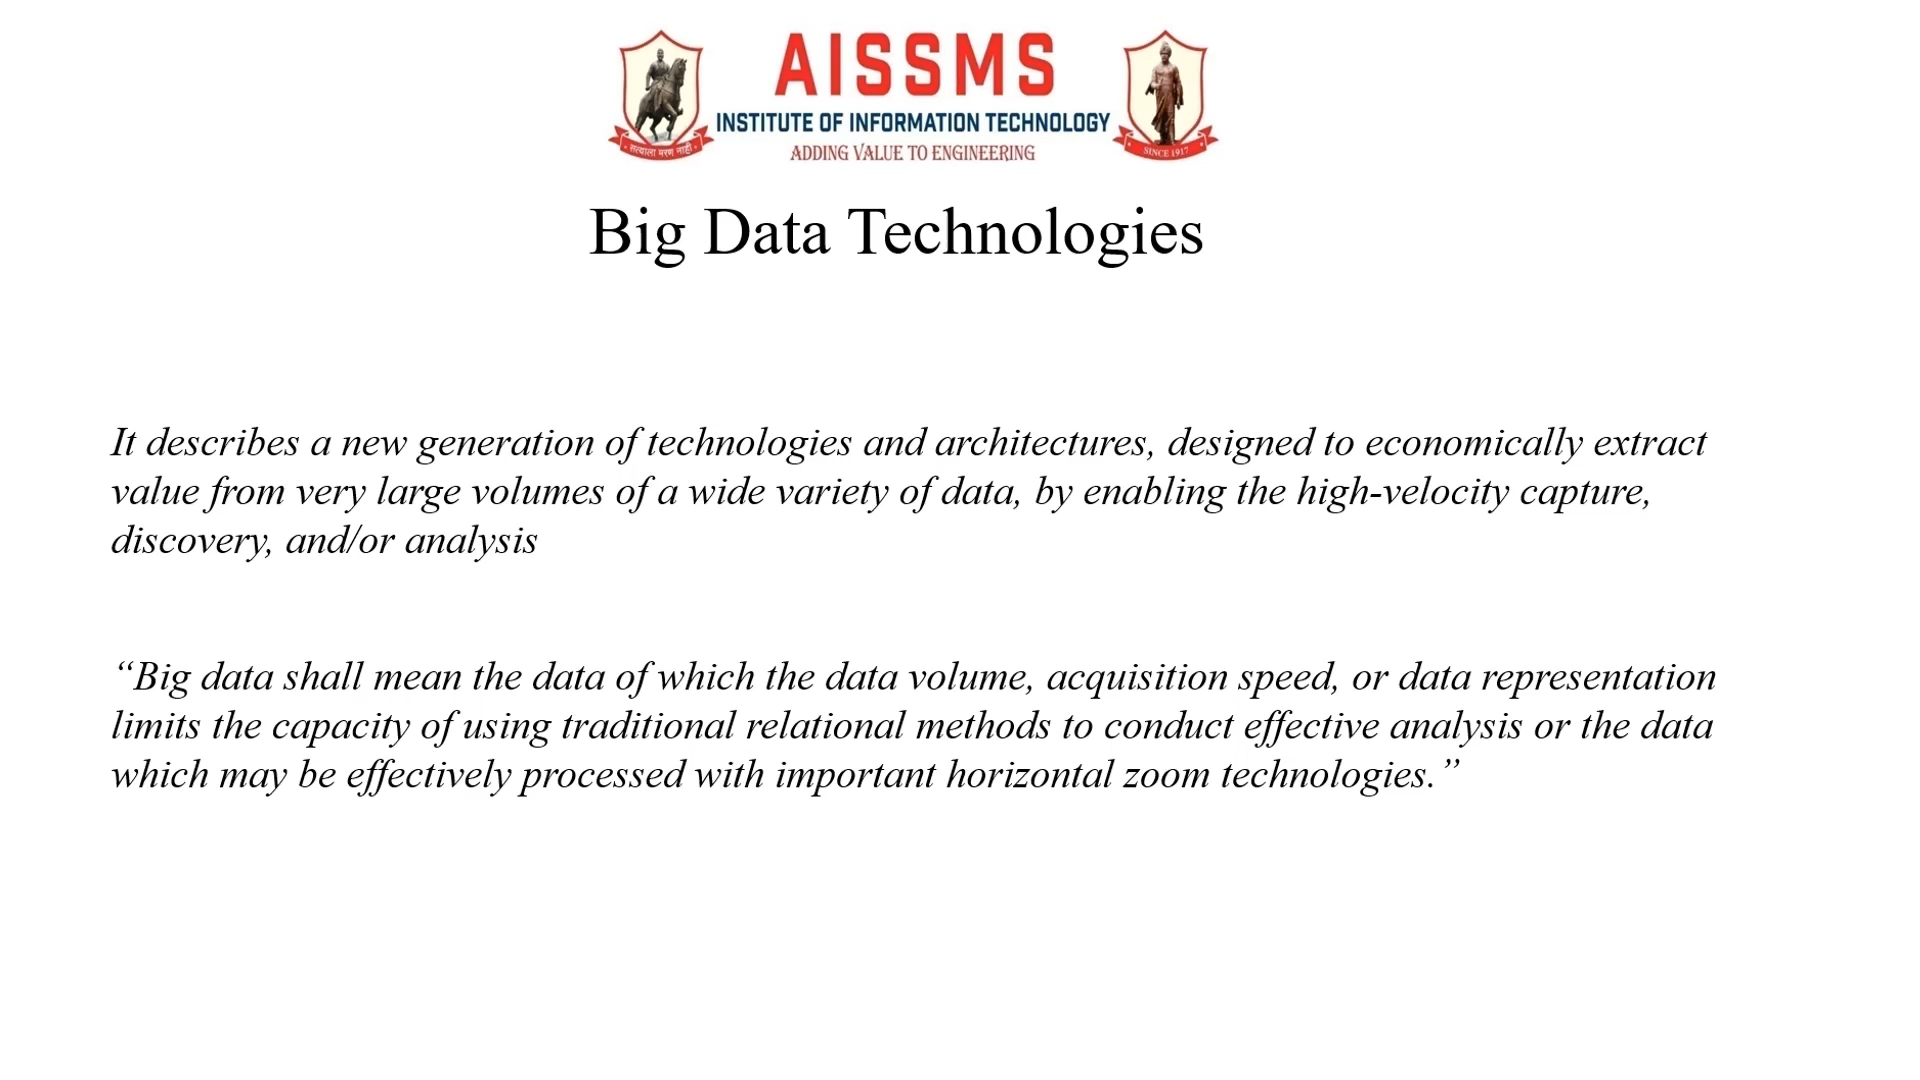 AISSMS
INSTITUTE OF INFORMATION TECHNOLOGY
ADDING VALUE TO ENGINEERING
सत्याला मरण नाही
SINCE 1917
Big Data Technologies
It describes a new generation of technologies and architectures, designed to economically extract
value from very large volumes of a wide variety of data, by enabling the high-velocity capture,
discovery, and/or analysis
“Big data shall mean the data of which the data volume, acquisition speed, or data representation
limits the capacity of using traditional relational methods to conduct effective analysis or the data
which may be effectively processed with important horizontal zoom technologies.”